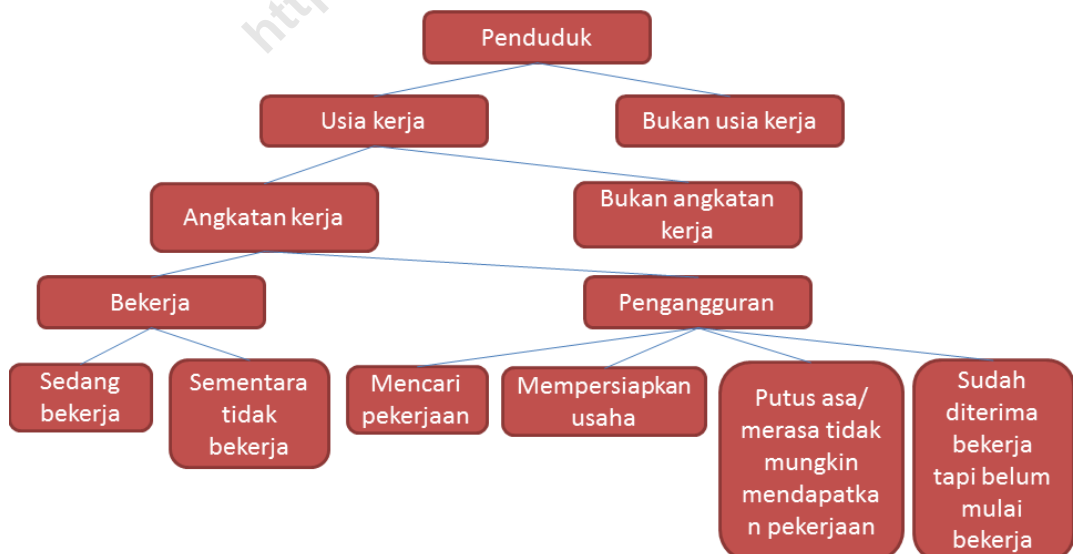 http
Penduduk
Usia kerja
Bukan usia kerja
Angkatan kerja
Bukan angkatan
kerja
Bekerja
Pengangguran
Sedang
bekerja
Sementara
tidak
bekerja
Mencari
pekerjaan
Mempersiapkan
usaha
Putus asa/
merasa tidak
mungkin
mendapatka
n pekerjaan
Sudah
diterima
bekerja
tapi belum
mulai
bekerja